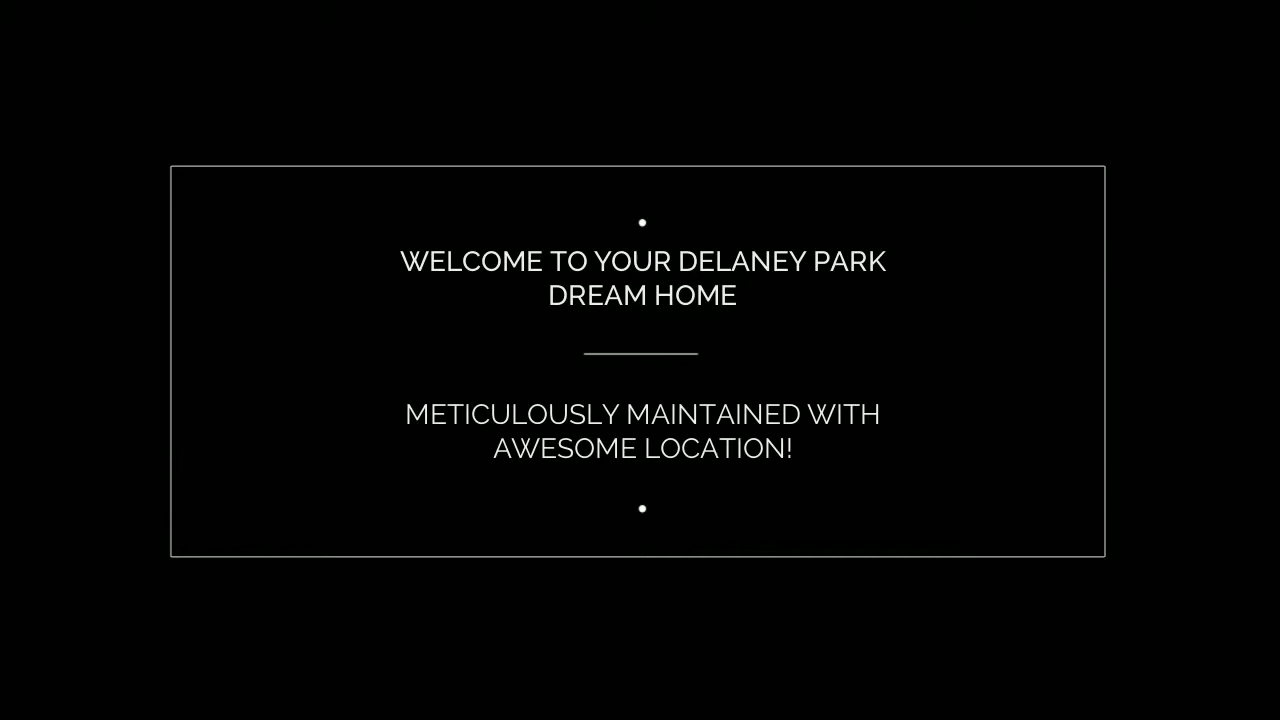 WELCOME TO YOUR DELANEY PARK
DREAM HOME
METICULOUSLY MAINTAINED WITH
AWESOME LOCATION!